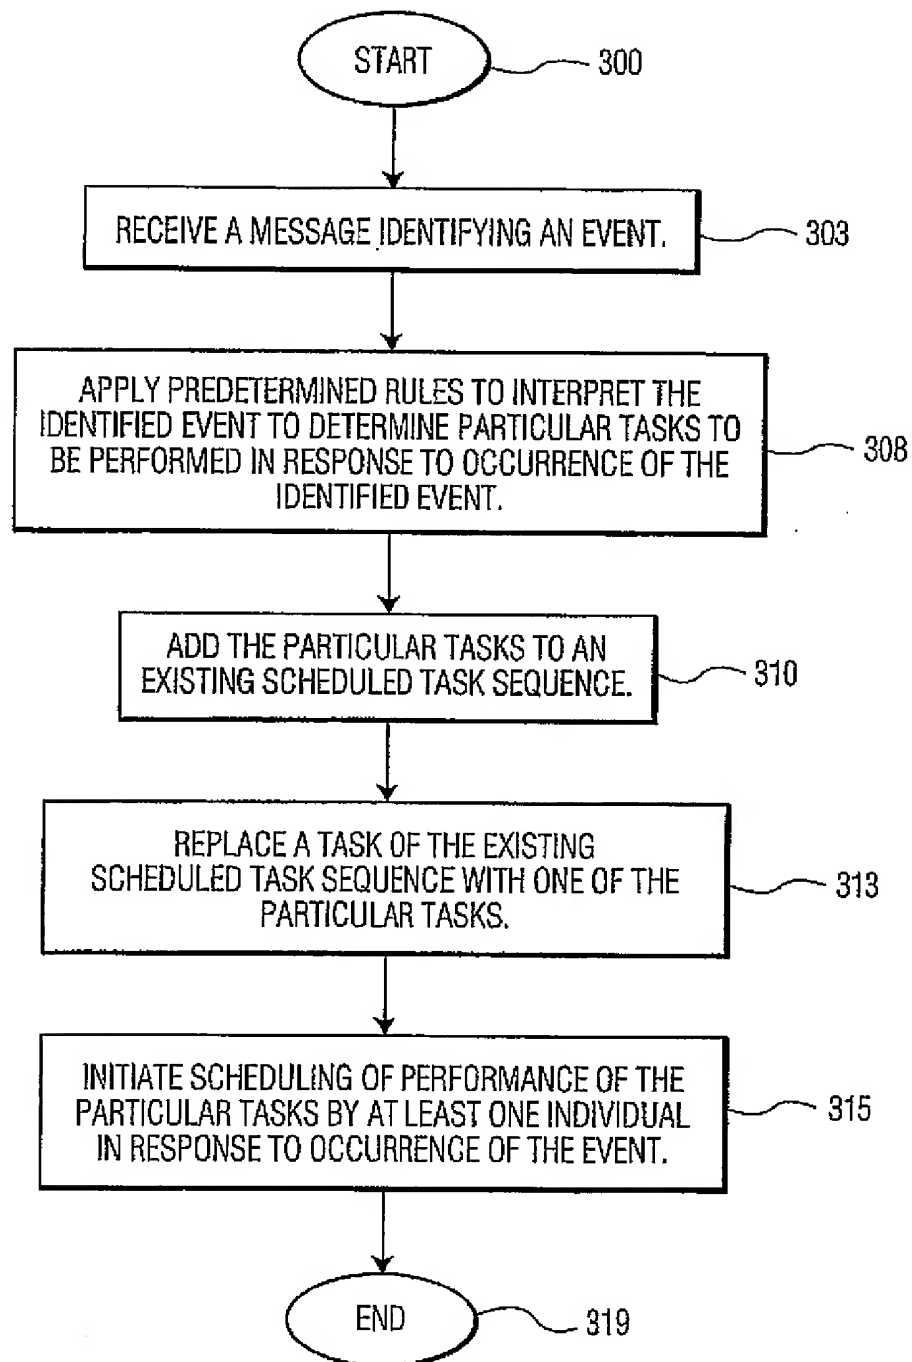 START
300
RECEIVE A MESSAGE IDENTIFYING AN EVENT.
303
APPLY PREDETERMINED RULES TO INTERPRET THE
IDENTIFIED EVENT TO DETERMINE PARTICULAR TASKS TO
BE PERFORMED IN RESPONSE TO OCCURRENCE OF THE
IDENTIFIED EVENT.
308
ADD THE PARTICULAR TASKS TO AN
EXISTING SCHEDULED TASK SEQUENCE.
310
REPLACE A TASK OF THE EXISTING
SCHEDULED TASK SEQUENCE WITH ONE OF THE
PARTICULAR TASKS.
313
INITIATE SCHEDULING OF PERFORMANCE OF THE
PARTICULAR TASKS BY AT LEAST ONE INDIVIDUAL
IN RESPONSE TO OCCURRENCE OF THE EVENT.
315
END
319